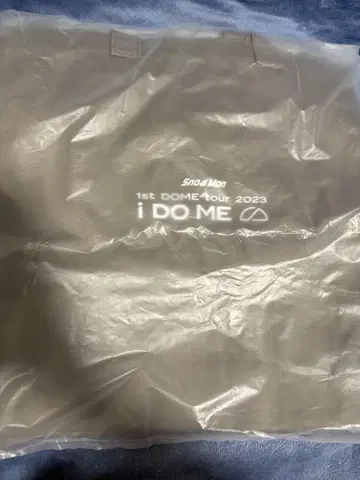 Snow Man
1st DOME tour 2023
i DO ME